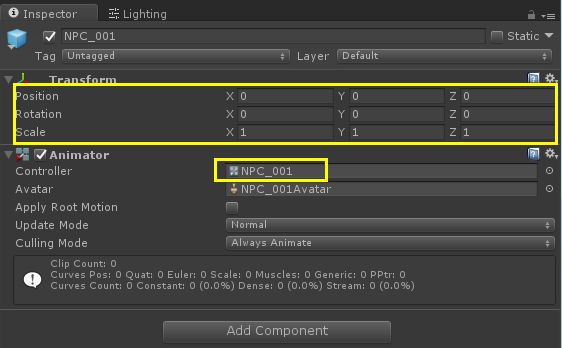 Inspector Lighting
NPC_001 Static
Tag Untagged Layer Default
Transform
Position X 0 Y 0 Z 0
Rotation X 0 Y 0 Z 0
Scale X 1 Y 1 Z 1
Animator
Controller NPC_001
Avatar NPC_001Avatar
Apply Root Motion
Update Mode Normal
Culling Mode Always Animate
Clip Count: 0
Curves Pos: 0 Quat: 0 Euler: 0 Scale: 0 Muscles: 0 Generic: 0 PPtr: 0
Curves Count: 0 Constant: 0 (0.0%) Dense: 0 (0.0%) Stream: 0 (0.0%)
Add Component